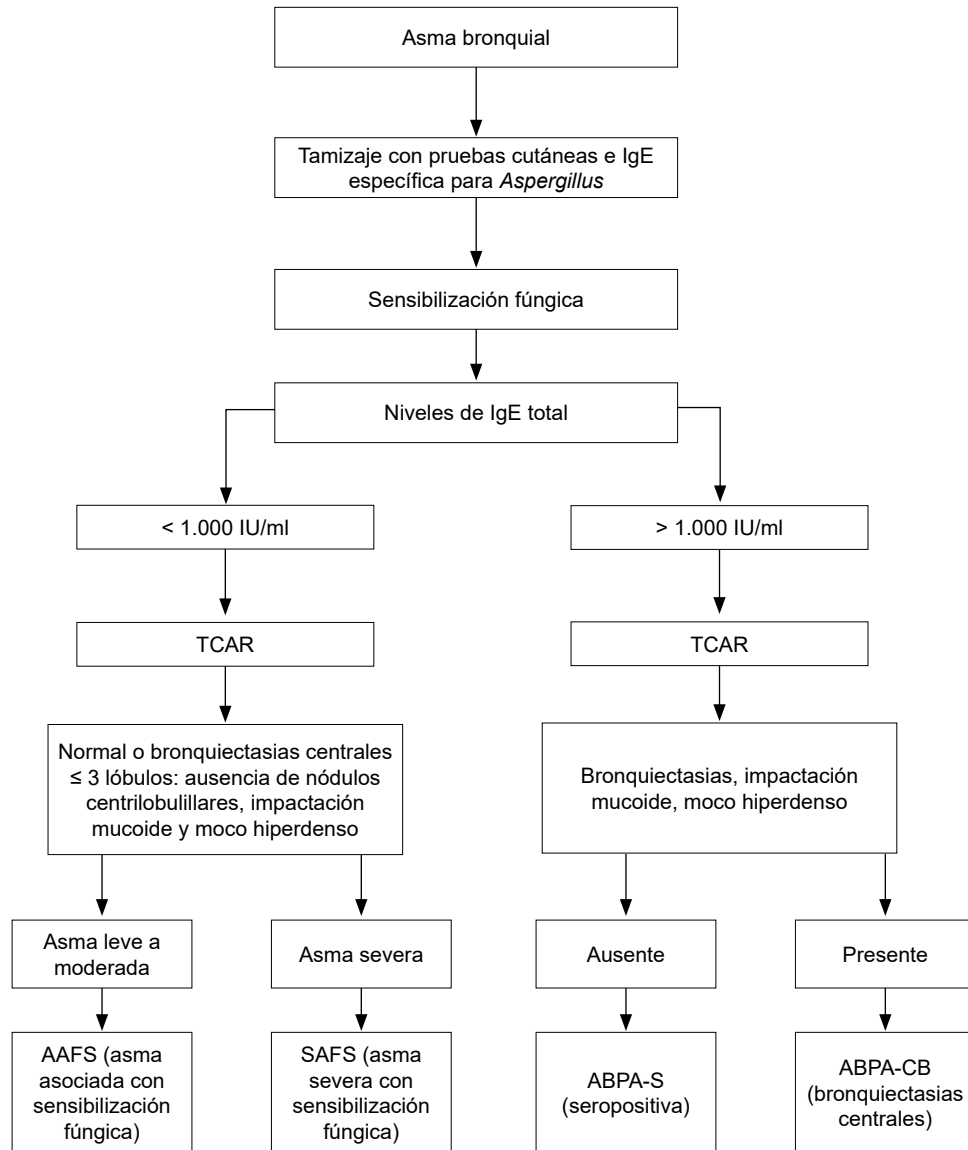 Asma bronquial
Tamizaje con pruebas cutáneas e IgE
específica para Aspergillus
Sensibilización fúngica
Niveles de IgE total
< 1.000 IU/ml
> 1.000 IU/ml
TCAR
TCAR
Normal o bronquiectasias centrales
≤ 3 lóbulos: ausencia de nódulos
centrilobulillares, impactación
mucoide y moco hiperdenso
Bronquiectasias, impactación
mucoide, moco hiperdenso
Asma leve a
moderada
Asma severa
Ausente
Presente
AAFS (asma
asociada con
sensibilización
fúngica)
SAFS (asma
severa con
sensibilización
fúngica)
ABPA-S
(seropositiva)
ABPA-CB
(bronquiectasias
centrales)